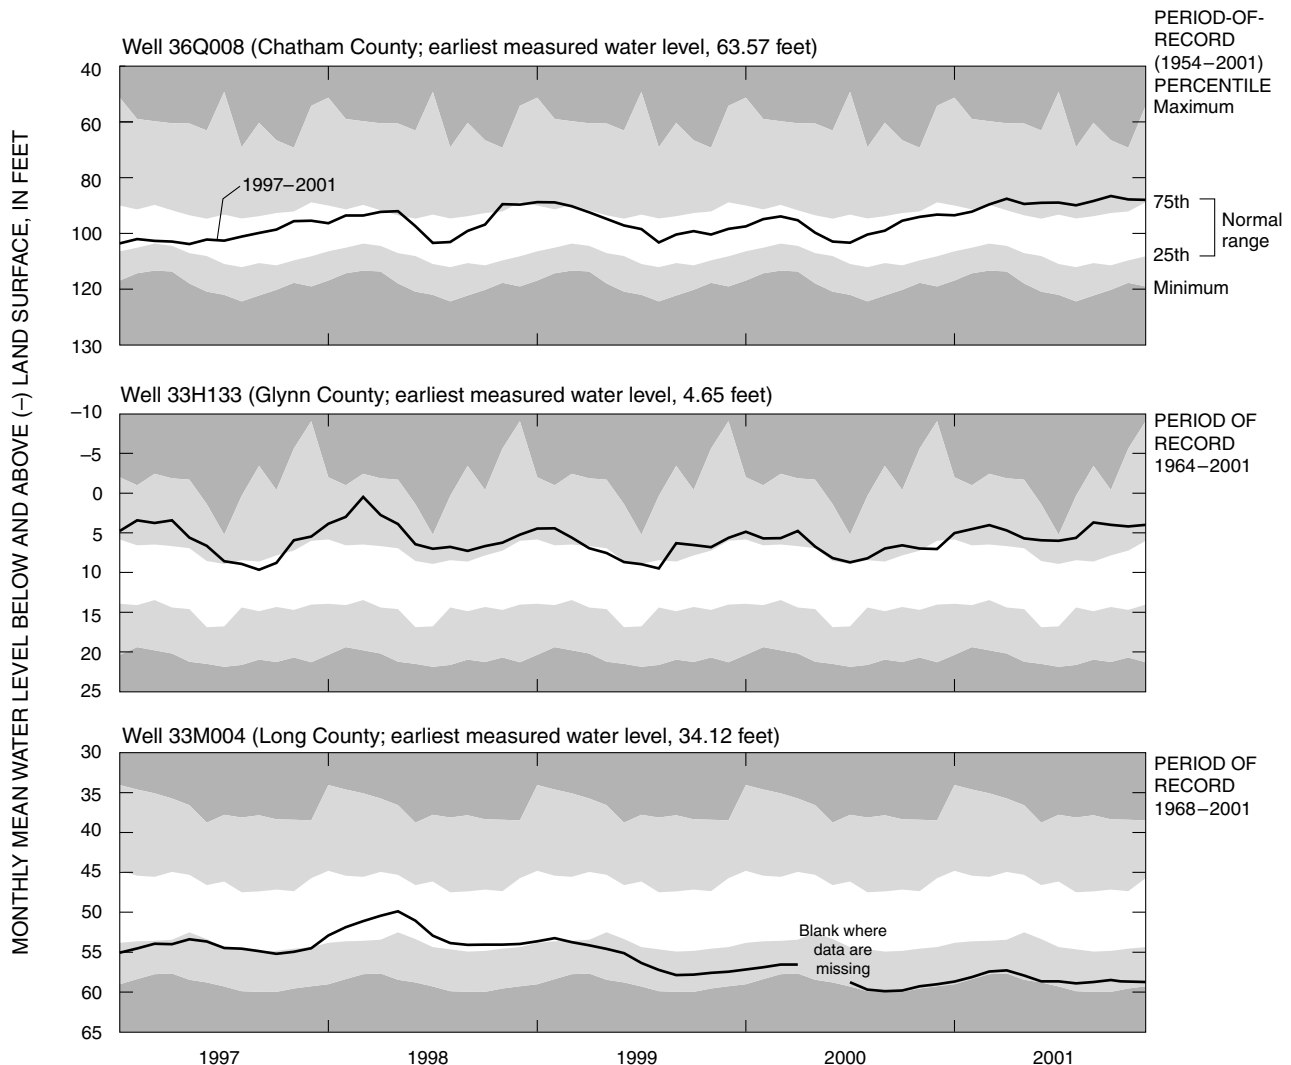 MONTHLY MEAN WATER LEVEL BELOW AND ABOVE (–) LAND SURFACE, IN FEET
Well 36Q008 (Chatham County; earliest measured water level, 63.57 feet)
40
60
80
100
120
130
1997–2001
PERIOD-OF-
RECORD
(1954–2001)
PERCENTILE
Maximum
75th
Normal
range
25th
Minimum
Well 33H133 (Glynn County; earliest measured water level, 4.65 feet)
–10
–5
0
5
10
15
20
25
PERIOD OF
RECORD
1964–2001
Well 33M004 (Long County; earliest measured water level, 34.12 feet)
30
35
40
45
50
55
60
65
Blank where
data are
missing
PERIOD OF
RECORD
1968–2001
1997
1998
1999
2000
2001